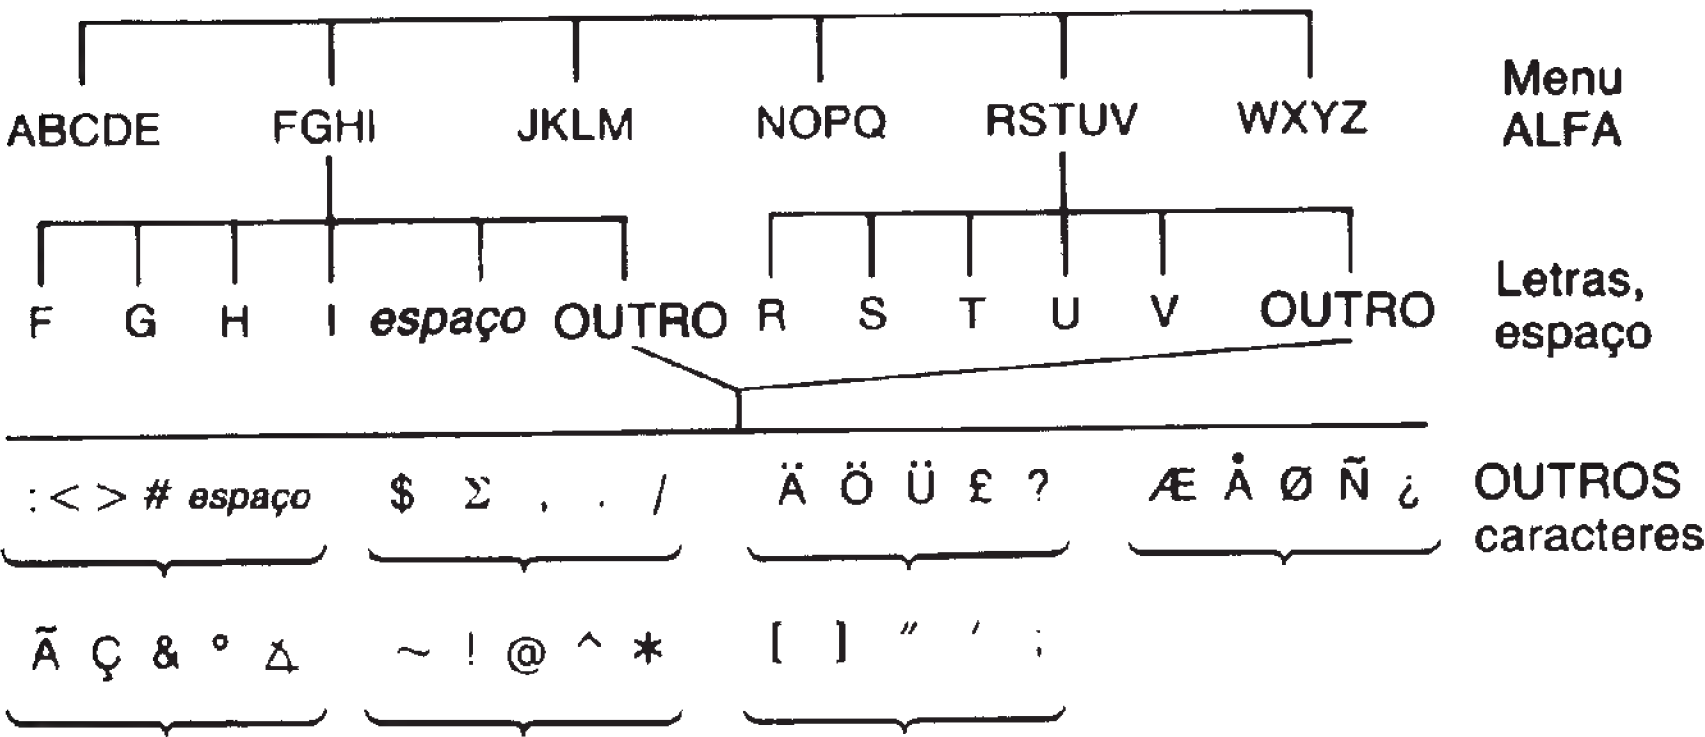 ABCDE FGHI JKLM NOPQ RSTUV WXYZ
Menu
ALFA
F G H I espaço OUTRO R S T U V OUTRO
Letras,
espaço
: < > # espaço $ Σ , . / Ä Ö Ü £ ? Æ Å Ø Ñ ¿
OUTROS
caracteres
Ã Ç & ° ⊿ ~ ! @ ^ * [ ] " ' ;